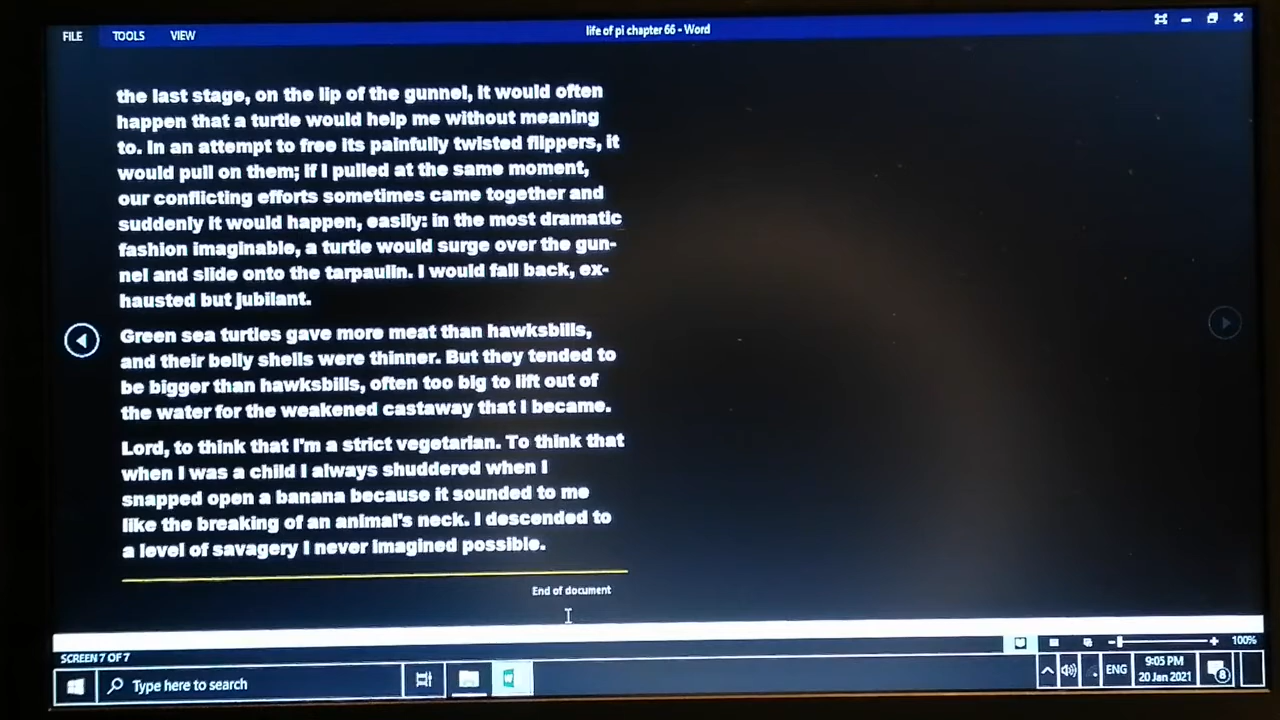 FILE TOOLS VIEW life of pi chapter 66 - Word
the last stage, on the lip of the gunnel, it would often
happen that a turtle would help me without meaning
to. In an attempt to free its painfully twisted flippers, it
would pull on them; if I pulled at the same moment,
our conflicting efforts sometimes came together and
suddenly it would happen, easily: in the most dramatic
fashion imaginable, a turtle would surge over the gun-
nel and slide onto the tarpaulin. I would fall back, ex-
hausted but jubilant.
Green sea turtles gave more meat than hawksbills,
and their belly shells were thinner. But they tended to
be bigger than hawksbills, often too big to lift out of
the water for the weakened castaway that I became.
Lord, to think that I'm a strict vegetarian. To think that
when I was a child I always shuddered when I
snapped open a banana because it sounded to me
like the breaking of an animal's neck. I descended to
a level of savagery I never imagined possible.
End of document
SCREEN 7 OF 7 100%
Type here to search ENG 9:05 PM
20 Jan 2021 8